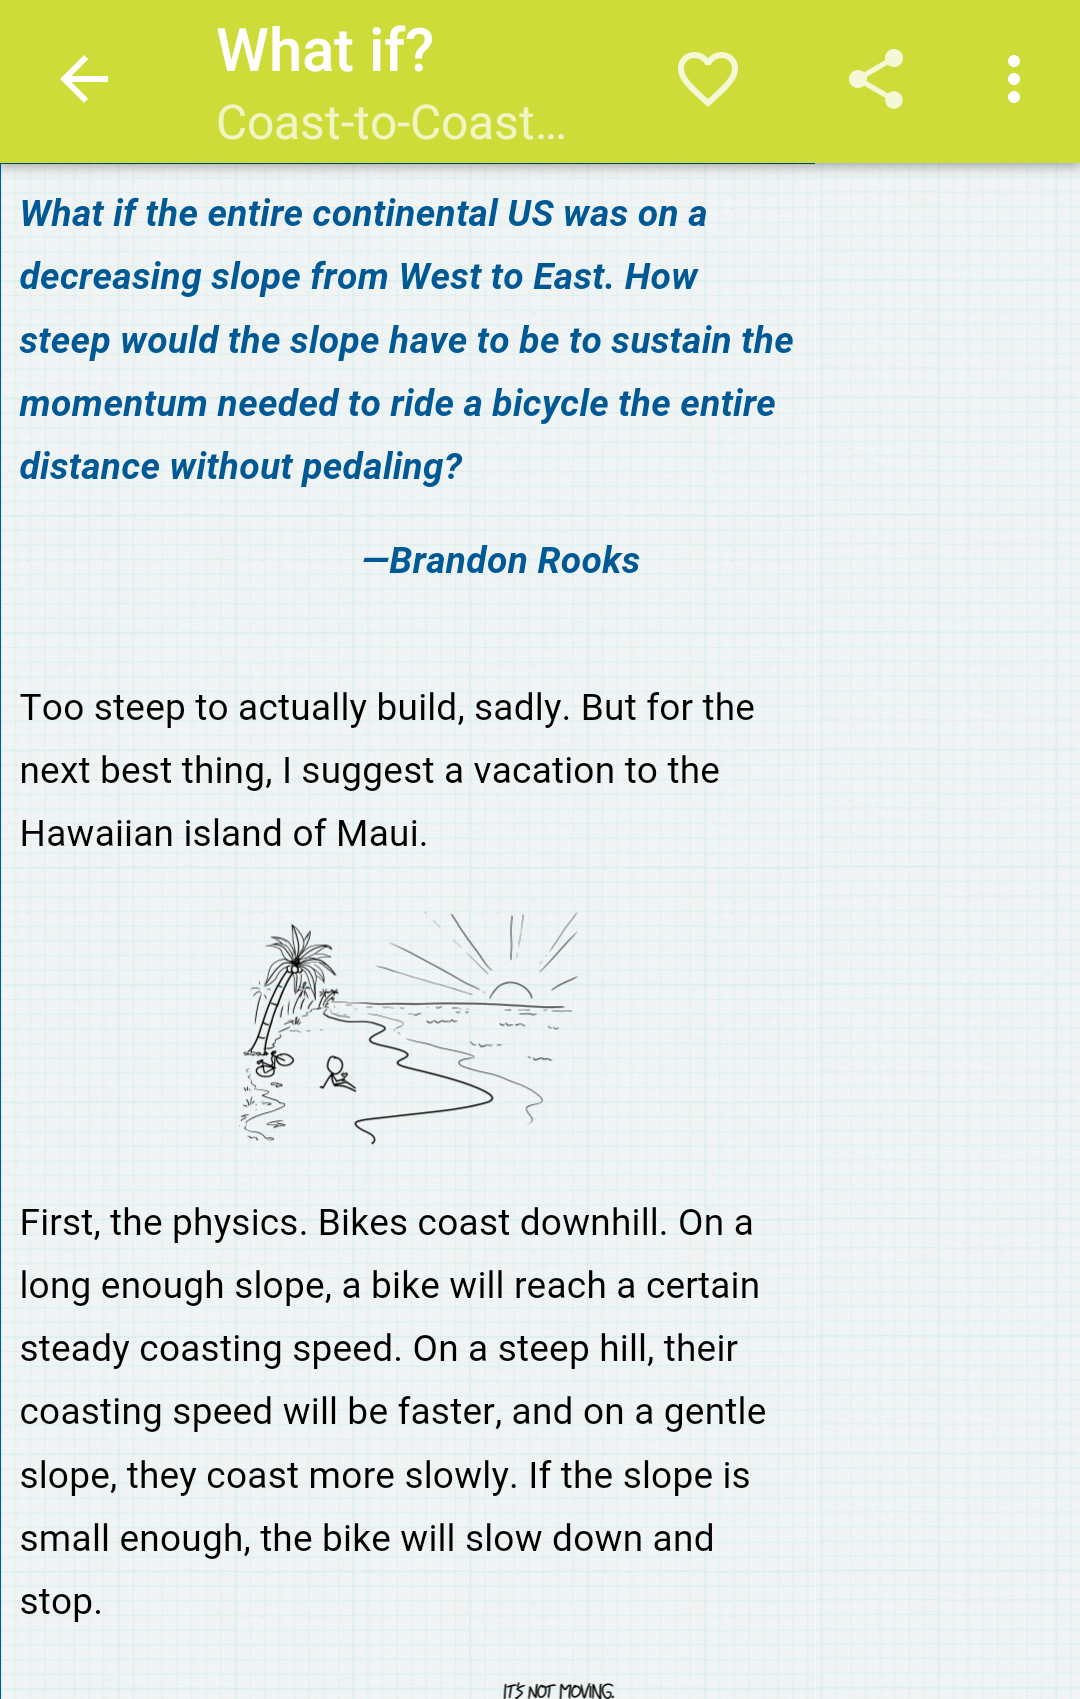 What if?
Coast-to-Coast...
What if the entire continental US was on a
decreasing slope from West to East. How
steep would the slope have to be to sustain the
momentum needed to ride a bicycle the entire
distance without pedaling?
—Brandon Rooks
Too steep to actually build, sadly. But for the
next best thing, I suggest a vacation to the
Hawaiian island of Maui.
First, the physics. Bikes coast downhill. On a
long enough slope, a bike will reach a certain
steady coasting speed. On a steep hill, their
coasting speed will be faster, and on a gentle
slope, they coast more slowly. If the slope is
small enough, the bike will slow down and
stop.
IT'S NOT MOVING.